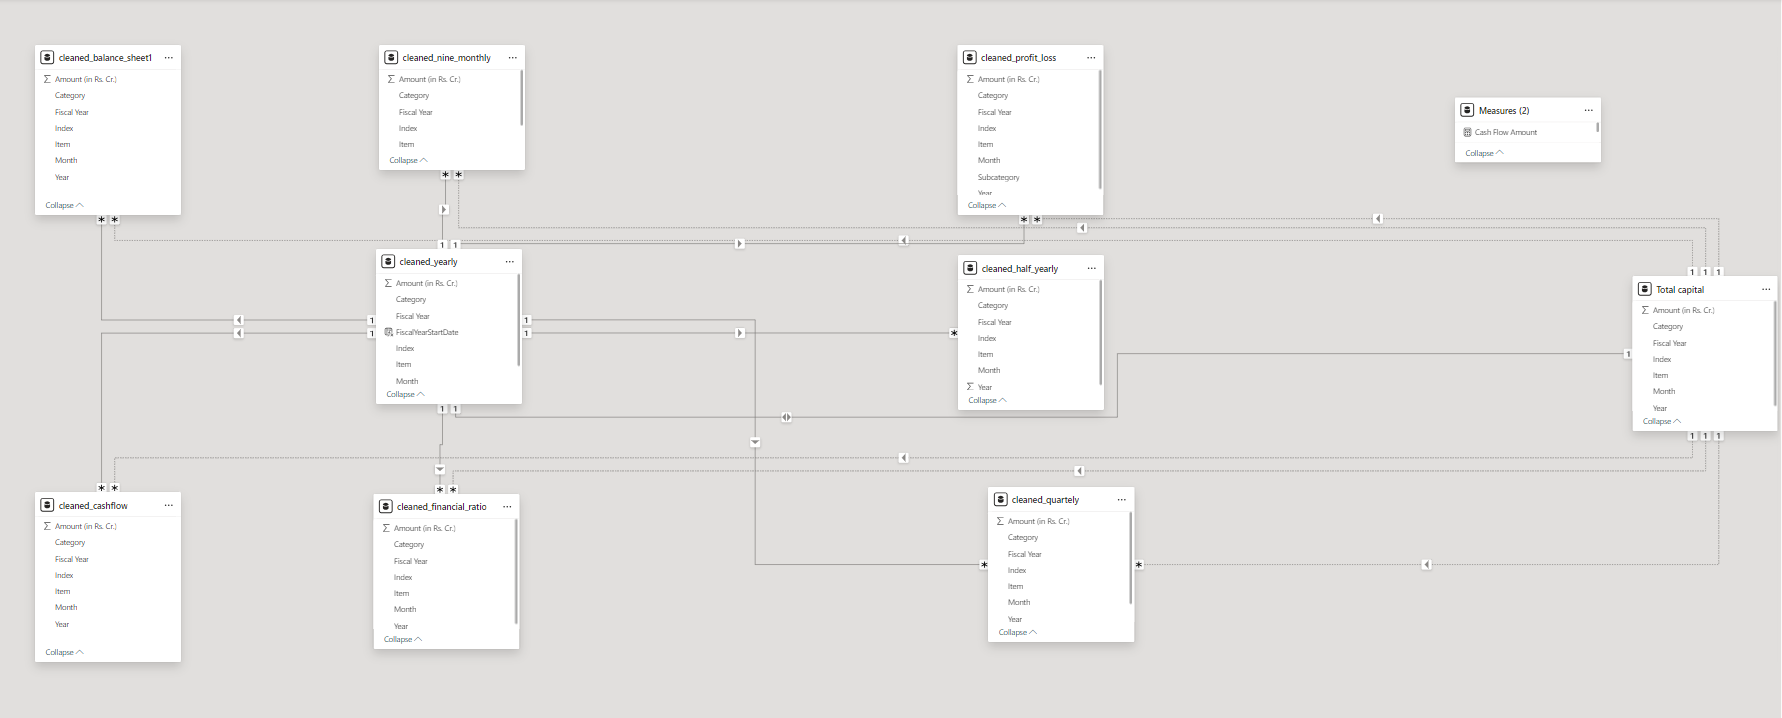 cleaned_balance_sheet1
Amount (in Rs. Cr.)
Category
Fiscal Year
Index
Item
Month
Year
Collapse
cleaned_nine_monthly
Amount (in Rs. Cr.)
Category
Fiscal Year
Index
Item
Collapse
cleaned_profit_loss
Amount (in Rs. Cr.)
Category
Fiscal Year
Index
Item
Month
Subcategory
Year
Collapse
Measures (2)
Cash Flow Amount
Collapse
cleaned_yearly
Amount (in Rs. Cr.)
Category
Fiscal Year
FiscalYearStartDate
Index
Item
Month
Collapse
cleaned_half_yearly
Amount (in Rs. Cr.)
Category
Fiscal Year
Index
Item
Month
Year
Collapse
Total capital
Amount (in Rs. Cr.)
Category
Fiscal Year
Index
Item
Month
Year
Collapse
cleaned_cashflow
Amount (in Rs. Cr.)
Category
Fiscal Year
Index
Item
Month
Year
Collapse
cleaned_financial_ratio
Amount (in Rs. Cr.)
Category
Fiscal Year
Index
Item
Month
Year
Collapse
cleaned_quartely
Amount (in Rs. Cr.)
Category
Fiscal Year
Index
Item
Month
Year
Collapse
* *
* *
* *
* *
1 1
1 1 1
1
1
1
1
*
1
1 1
1 1 1
* *
* *
*
*